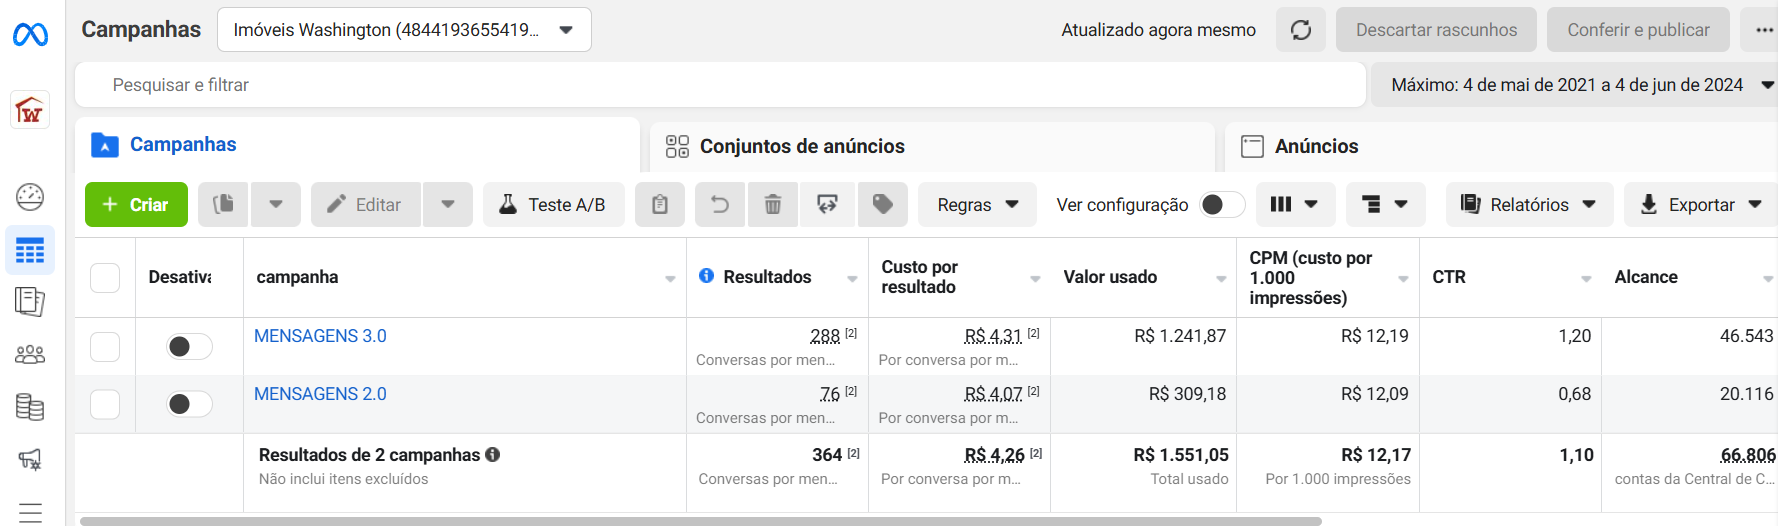 Campanhas
Imóveis Washington (4844193655419...
Atualizado agora mesmo
Descartar rascunhos
Conferir e publicar
W
Pesquisar e filtrar
Máximo: 4 de mai de 2021 a 4 de jun de 2024
Campanhas
Conjuntos de anúncios
Anúncios
+ Criar
Editar
Teste A/B
Regras
Ver configuração
Relatórios
Exportar
Desativa
campanha
Resultados
Custo por
resultado
Valor usado
CPM (custo por
1.000
impressões)
CTR
Alcance
MENSAGENS 3.0
288 [2]
Conversas por men...
R$ 4,31 [2]
Por conversa por m...
R$ 1.241,87
R$ 12,19
1,20
46.543
MENSAGENS 2.0
76 [2]
Conversas por men...
R$ 4,07 [2]
Por conversa por m...
R$ 309,18
R$ 12,09
0,68
20.116
Resultados de 2 campanhas
Não inclui itens excluídos
364 [2]
Conversas por men...
R$ 4,26 [2]
Por conversa por m...
R$ 1.551,05
Total usado
R$ 12,17
Por 1.000 impressões
1,10
66.806
contas da Central de C...